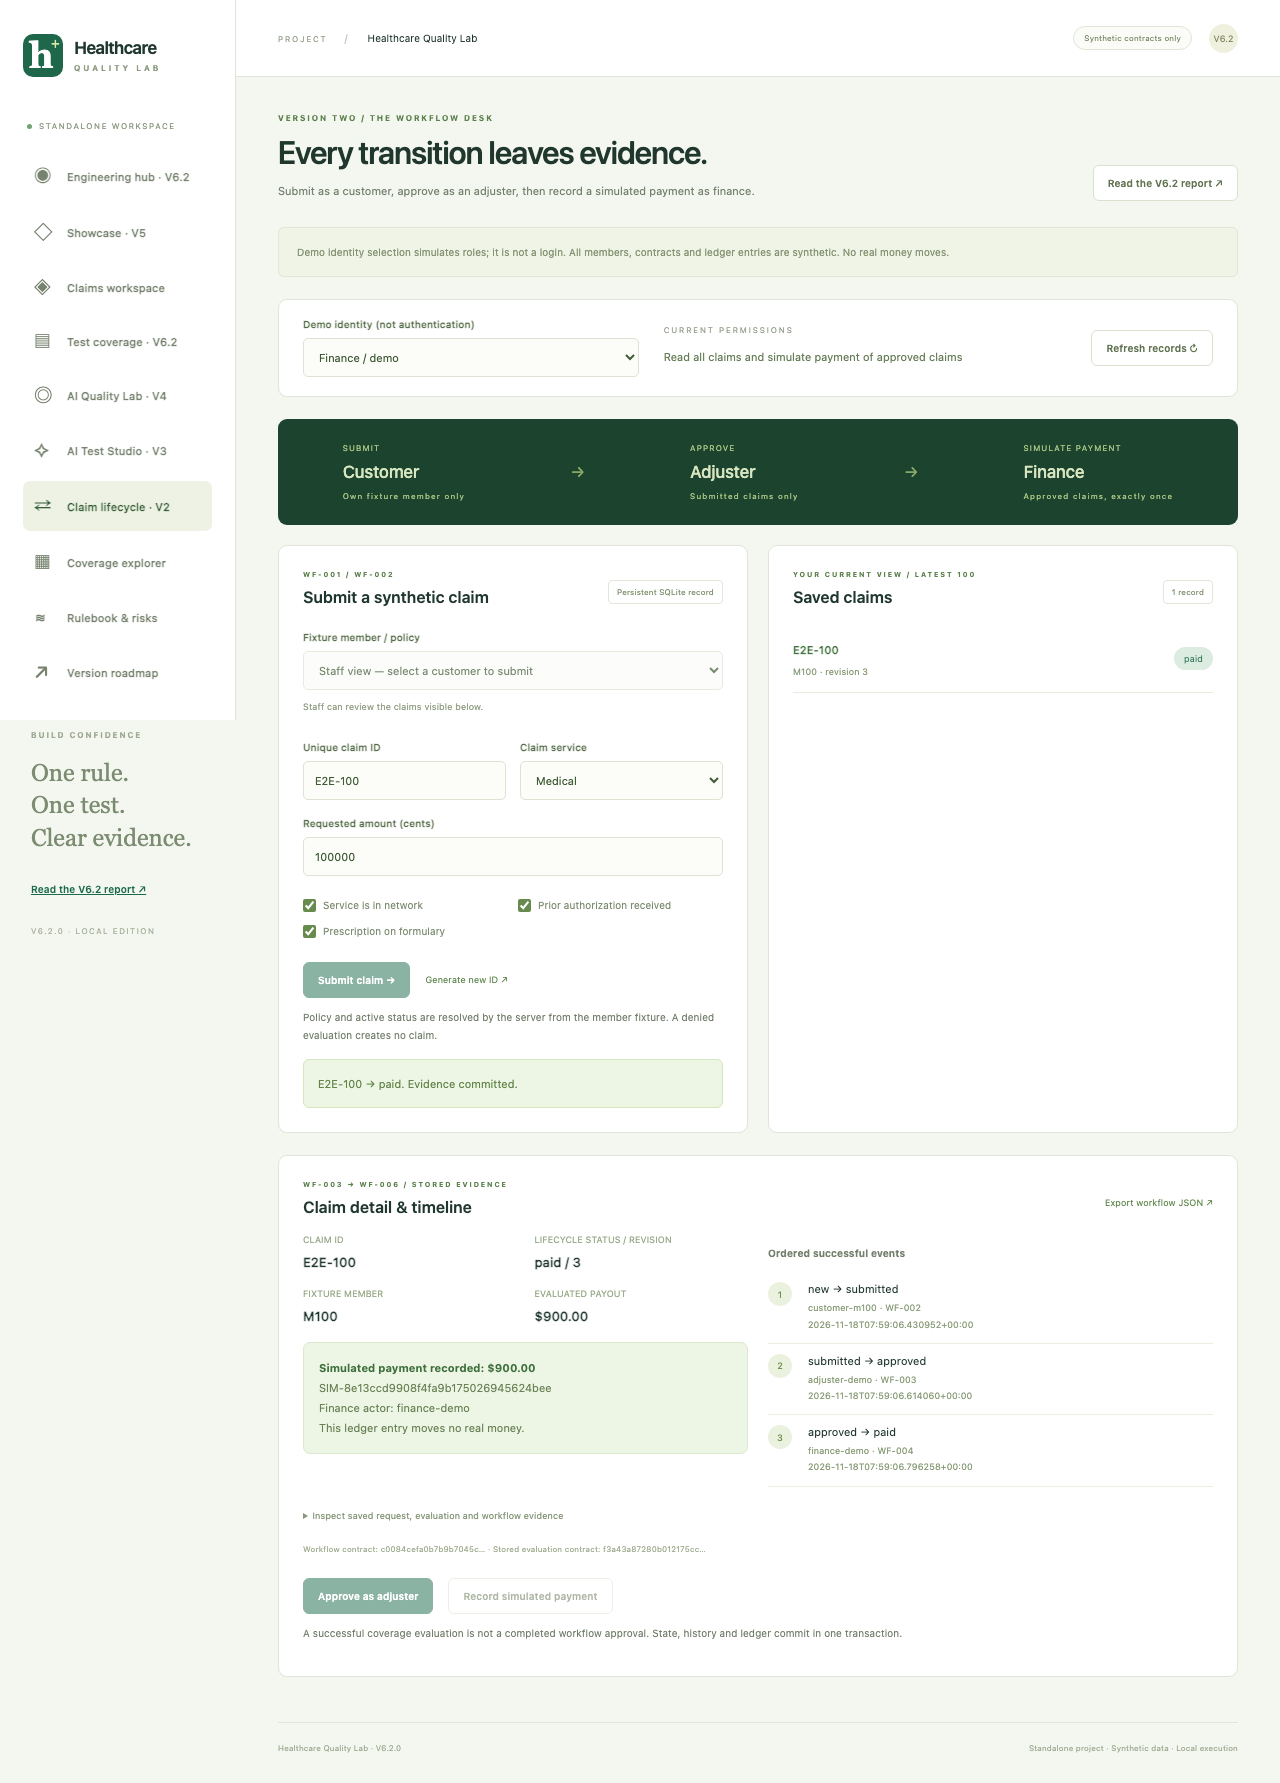 h+
Healthcare
QUALITY LAB
STANDALONE WORKSPACE
Engineering hub · V6.2
Showcase · V5
Claims workspace
Test coverage · V6.2
AI Quality Lab · V4
AI Test Studio · V3
Claim lifecycle · V2
Coverage explorer
Rulebook & risks
Version roadmap
BUILD CONFIDENCE
One rule.
One test.
Clear evidence.
Read the V6.2 report ↗
V6.2.0 · LOCAL EDITION
PROJECT / Healthcare Quality Lab
Synthetic contracts only
V6.2
VERSION TWO / THE WORKFLOW DESK
Every transition leaves evidence.
Submit as a customer, approve as an adjuster, then record a simulated payment as finance.
Read the V6.2 report ↗
Demo identity selection simulates roles; it is not a login. All members, contracts and ledger entries are synthetic. No real money moves.
Demo identity (not authentication)
Finance / demo
CURRENT PERMISSIONS
Read all claims and simulate payment of approved claims
Refresh records ↻
SUBMIT
Customer
Own fixture member only
→
APPROVE
Adjuster
Submitted claims only
→
SIMULATE PAYMENT
Finance
Approved claims, exactly once
WF-001 / WF-002
Submit a synthetic claim
Persistent SQLite record
Fixture member / policy
Staff view — select a customer to submit
Staff can review the claims visible below.
Unique claim ID
E2E-100
Claim service
Medical
Requested amount (cents)
100000
Service is in network
Prior authorization received
Prescription on formulary
Submit claim →
Generate new ID ↗
Policy and active status are resolved by the server from the member fixture. A denied
evaluation creates no claim.
E2E-100 → paid. Evidence committed.
YOUR CURRENT VIEW / LATEST 100
Saved claims
1 record
E2E-100
M100 · revision 3
paid
WF-003 → WF-006 / STORED EVIDENCE
Claim detail & timeline
Export workflow JSON ↗
CLAIM ID
E2E-100
LIFECYCLE STATUS / REVISION
paid / 3
FIXTURE MEMBER
M100
EVALUATED PAYOUT
$900.00
Simulated payment recorded: $900.00
SIM-8e13ccd9908f4fa9b175026945624bee
Finance actor: finance-demo
This ledger entry moves no real money.
Ordered successful events
1
new → submitted
customer-m100 · WF-002
2026-11-18T07:59:06.430952+00:00
2
submitted → approved
adjuster-demo · WF-003
2026-11-18T07:59:06.614060+00:00
3
approved → paid
finance-demo · WF-004
2026-11-18T07:59:06.796258+00:00
Inspect saved request, evaluation and workflow evidence
Workflow contract: c0084cefa0b7b9b7045c… · Stored evaluation contract: f3a43a87280b012175cc…
Approve as adjuster
Record simulated payment
A successful coverage evaluation is not a completed workflow approval. State, history and ledger commit in one transaction.
Healthcare Quality Lab · V6.2.0
Standalone project · Synthetic data · Local execution